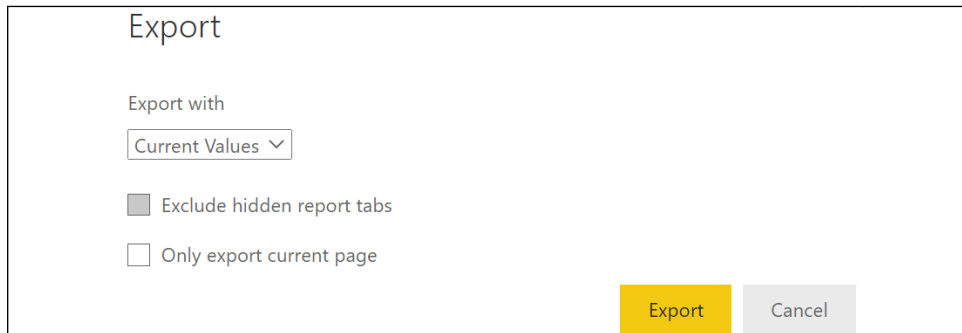 Export
Export with
Current Values
Exclude hidden report tabs
Only export current page
Export
Cancel